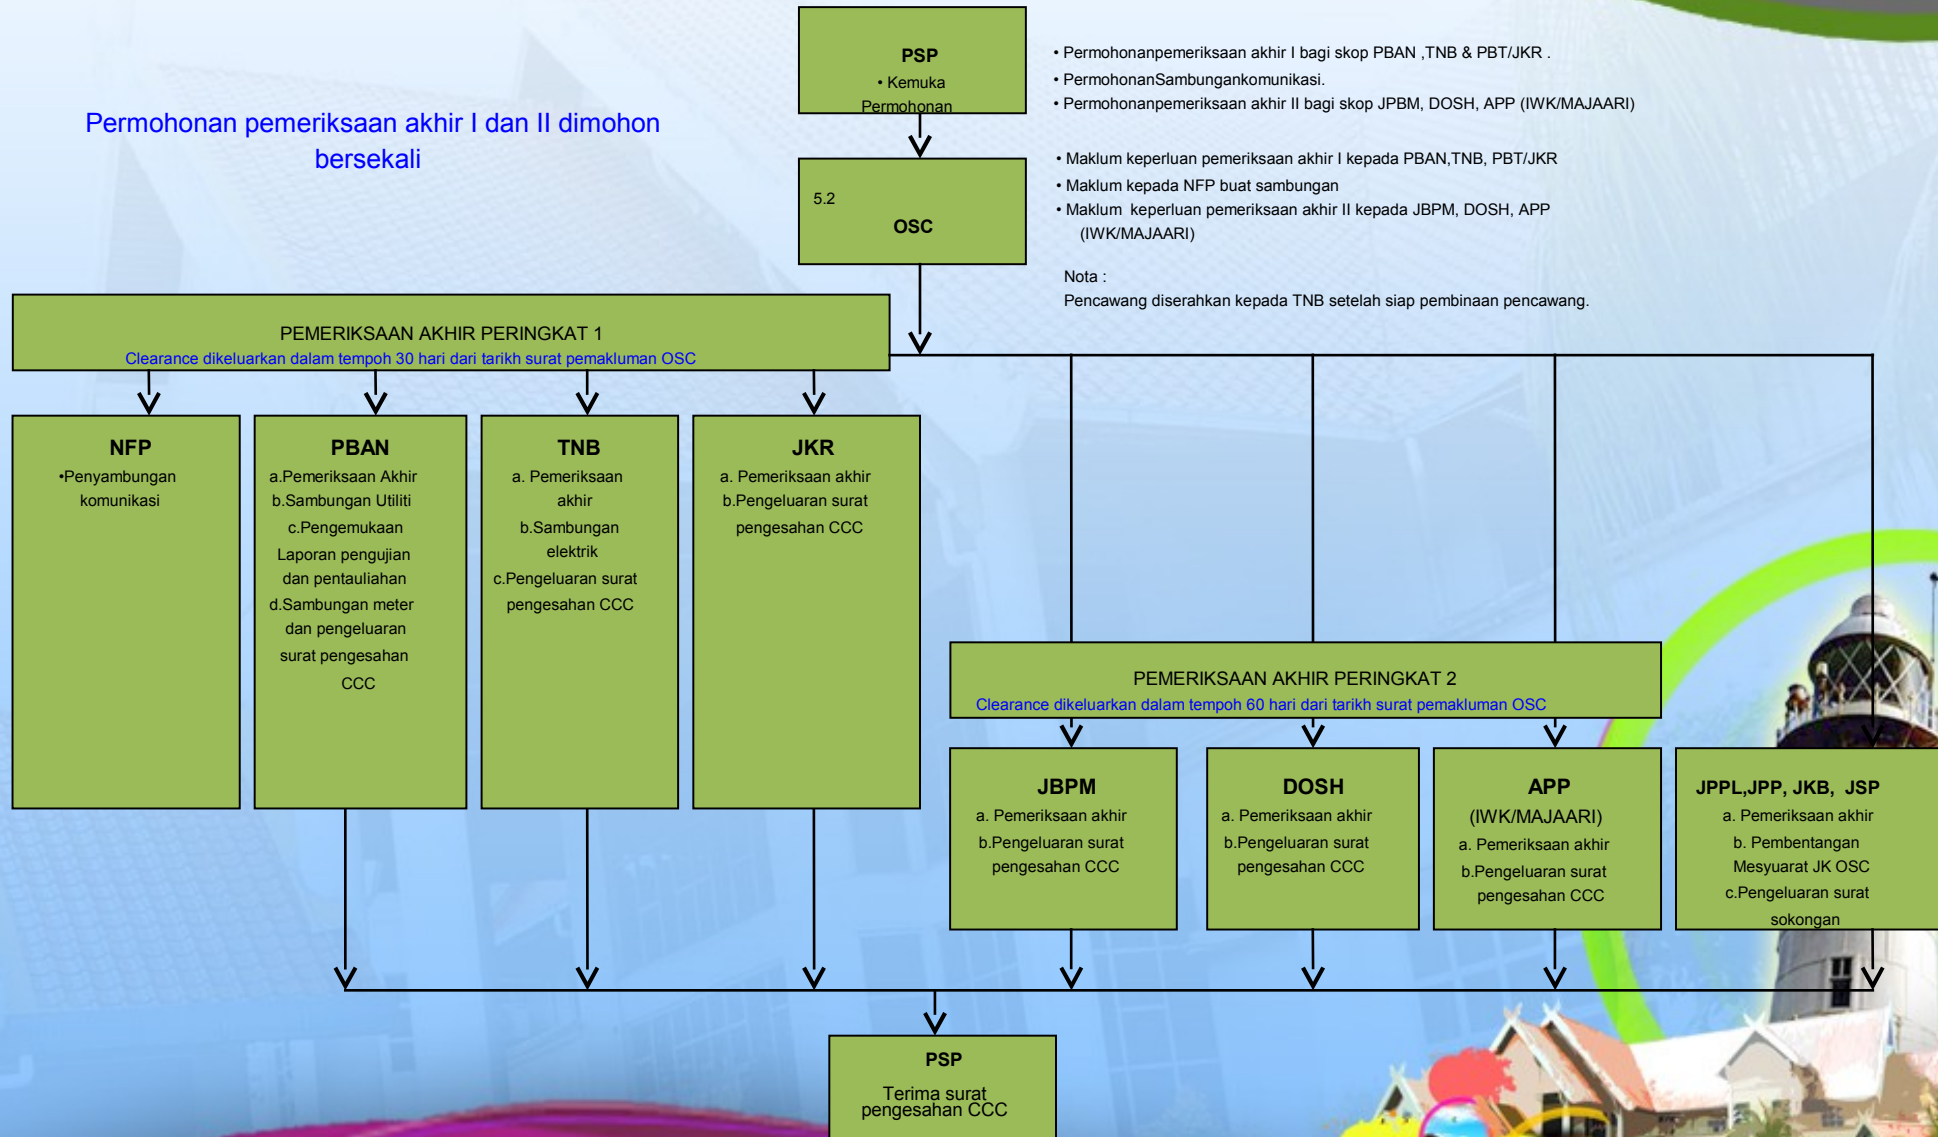 Permohonan pemeriksaan akhir I dan II dimohon
bersekali
PSP
• Kemuka
Permohonan
• Permohonanpemeriksaan akhir I bagi skop PBAN ,TNB & PBT/JKR .
• PermohonanSambungankomunikasi.
• Permohonanpemeriksaan akhir II bagi skop JPBM, DOSH, APP (IWK/MAJAARI)
5.2
OSC
• Maklum keperluan pemeriksaan akhir I kepada PBAN,TNB, PBT/JKR
• Maklum kepada NFP buat sambungan
• Maklum  keperluan pemeriksaan akhir II kepada JBPM, DOSH, APP
(IWK/MAJAARI)
Nota :
Pencawang diserahkan kepada TNB setelah siap pembinaan pencawang.
PEMERIKSAAN AKHIR PERINGKAT 1
Clearance dikeluarkan dalam tempoh 30 hari dari tarikh surat pemakluman OSC
NFP
•Penyambungan
komunikasi
PBAN
a.Pemeriksaan Akhir
b.Sambungan Utiliti
c.Pengemukaan
Laporan pengujian
dan pentauliahan
d.Sambungan meter
dan pengeluaran
surat pengesahan
CCC
TNB
a. Pemeriksaan
akhir
b.Sambungan
elektrik
c.Pengeluaran surat
pengesahan CCC
JKR
a. Pemeriksaan akhir
b.Pengeluaran surat
pengesahan CCC
PEMERIKSAAN AKHIR PERINGKAT 2
Clearance dikeluarkan dalam tempoh 60 hari dari tarikh surat pemakluman OSC
JBPM
a. Pemeriksaan akhir
b.Pengeluaran surat
pengesahan CCC
DOSH
a. Pemeriksaan akhir
b.Pengeluaran surat
pengesahan CCC
APP
(IWK/MAJAARI)
a. Pemeriksaan akhir
b.Pengeluaran surat
pengesahan CCC
JPPL,JPP, JKB,  JSP
a. Pemeriksaan akhir
b. Pembentangan
Mesyuarat JK OSC
c.Pengeluaran surat
sokongan
PSP
Terima surat
pengesahan CCC